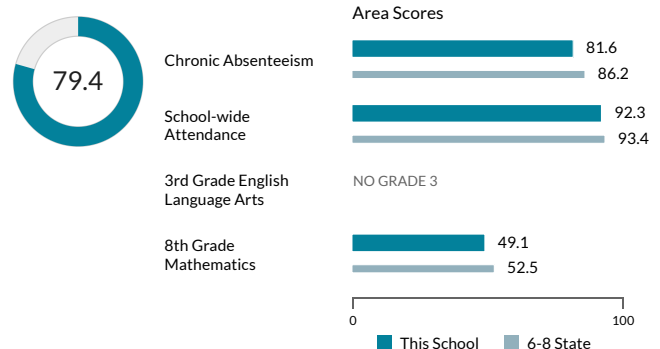 Area Scores
79.4
Chronic Absenteeism
81.6
86.2
School-wide
Attendance
92.3
93.4
3rd Grade English
Language Arts
NO GRADE 3
8th Grade
Mathematics
49.1
52.5
0 100
This School 6-8 State